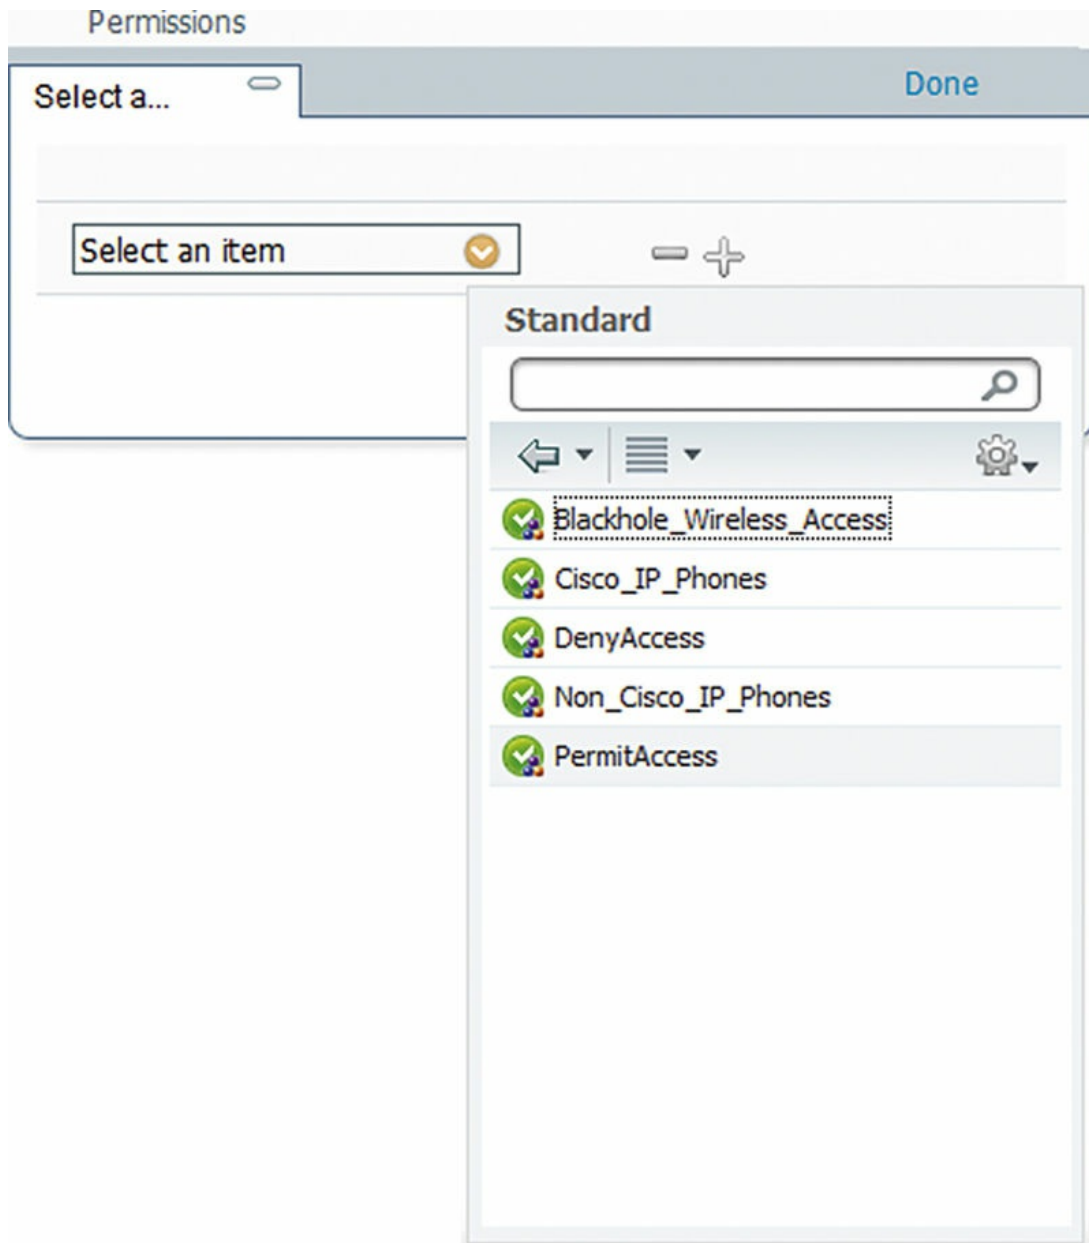 Permissions
Select a...
Done
Select an item
Standard
Blackhole_Wireless_Access
Cisco_IP_Phones
DenyAccess
Non_Cisco_IP_Phones
PermitAccess